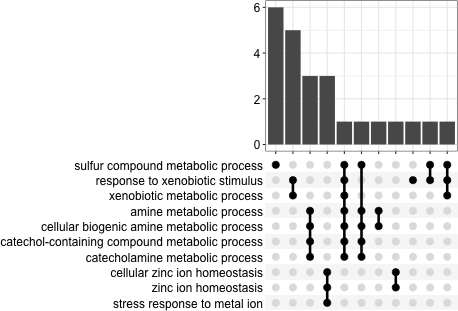 6
4
2
0
sulfur compound metabolic process
response to xenobiotic stimulus
xenobiotic metabolic process
amine metabolic process
cellular biogenic amine metabolic process
catechol-containing compound metabolic process
catecholamine metabolic process
cellular zinc ion homeostasis
zinc ion homeostasis
stress response to metal ion